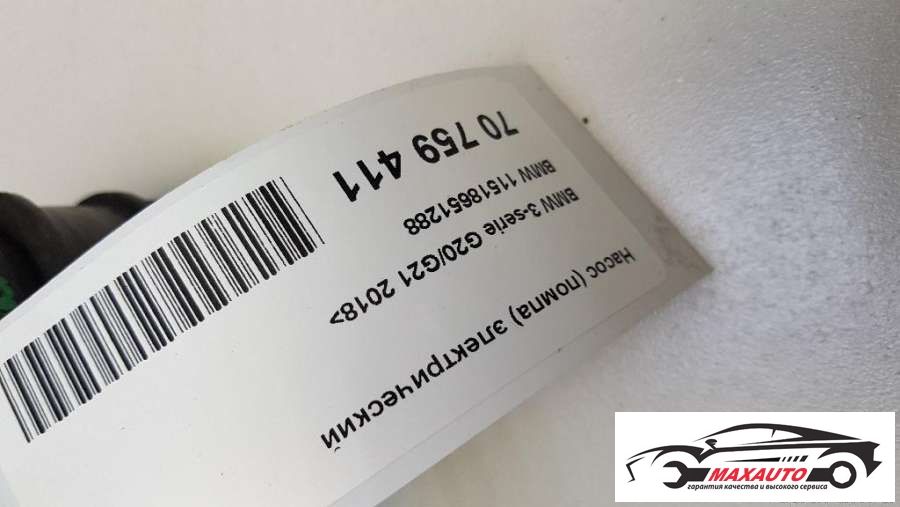 Насос (помпа) электрический
BMW 3-serie G20/G21 2018>
BMW 11518651288
70 759 411
MAXAUTO
гарантия качества и высокого сервиса